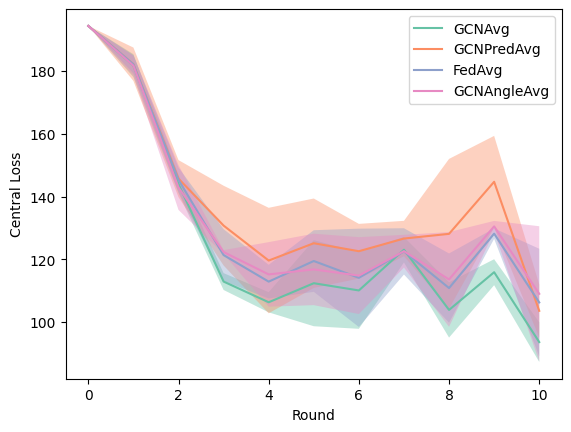 GCNAvg
GCNPredAvg
FedAvg
GCNAngleAvg
180
160
140
120
100
Central Loss
0 2 4 6 8 10
Round